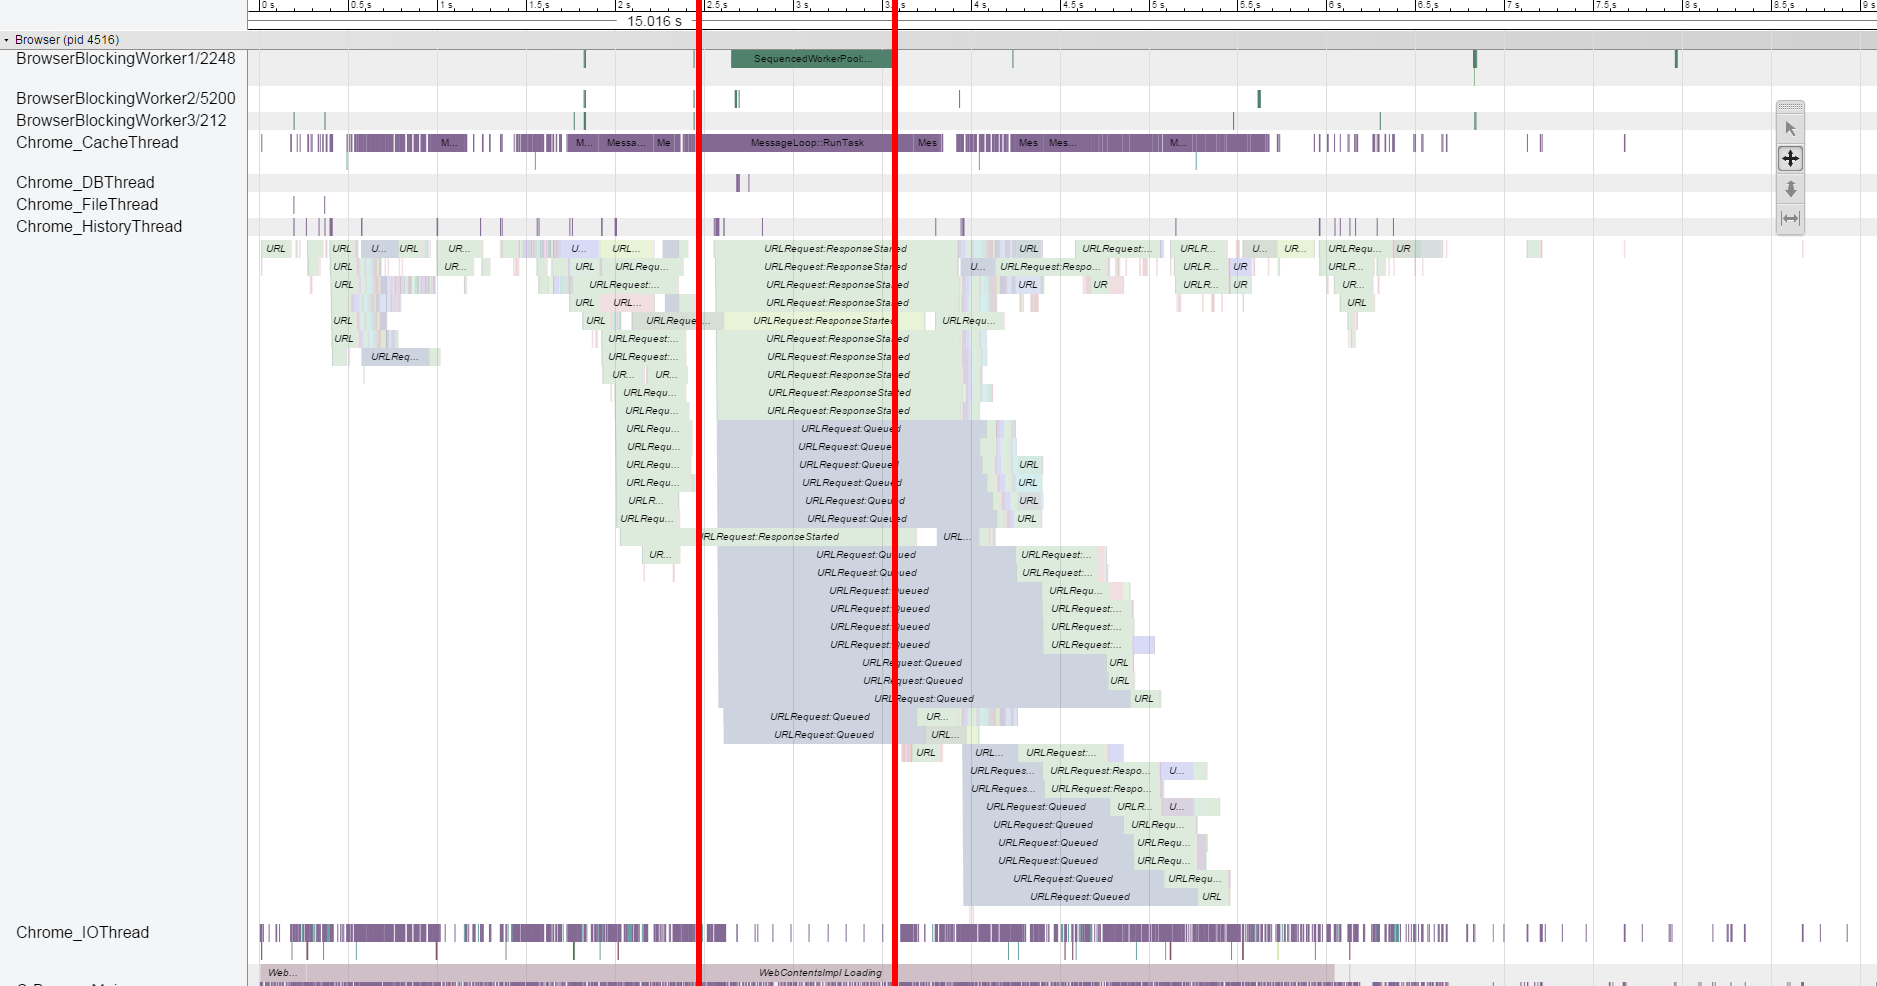 0 s 0.5 s 1 s 1.5 s 2 s 2.5 s 3 s 4 s 4.5 s 5 s 5.5 s 6 s 6.5 s 7 s 7.5 s 8 s 8.5 s 9 s
15.016 s
Browser (pid 4516)
BrowserBlockingWorker1/2248 SequencedWorkerPool:...
BrowserBlockingWorker2/5200
BrowserBlockingWorker3/212
Chrome_CacheThread M... M... Messa... Me MessageLoop::RunTask Mes Mes Mes... M...
Chrome_DBThread
Chrome_FileThread
Chrome_HistoryThread
URL URL U... URL UR... U... URL... URLRequest:ResponseStarted URL URLRequest:... URLR... U... UR... URLRequ... UR
URL UR... URL URLRequ... URLRequest:ResponseStarted U... URLRequest:Respo... URLR... UR URLR...
URL URLRequest:... URLRequest:ResponseStarted URL UR URLR... UR UR...
URL URL... URLRequest:ResponseStarted URL
URL URL URLReque... URLRequest:ResponseStarted URLRequ...
URL URLRequest:... URLRequest:ResponseStarted
URLReq... URLRequest:... URLRequest:ResponseStarted
UR... UR... URLRequest:ResponseStarted
URLRequ... URLRequest:ResponseStarted
URLRequ... URLRequest:ResponseStarted
URLRequ... URLRequest:Queued
URLRequ... URLRequest:Queued
URLRequ... URLRequest:Queued URL
URLRequ... URLRequest:Queued URL
URLR... URLRequest:Queued URL
URLRequ... URLRequest:Queued URL
URLRequest:ResponseStarted URL...
UR... URLRequest:Queued URLRequest:...
URLRequest:Queued URLRequest:...
URLRequest:Queued URLRequ...
URLRequest:Queued URLRequest:...
URLRequest:Queued URLRequest:...
URLRequest:Queued URLRequest:...
URLRequest:Queued URL
URLRequest:Queued URL
URLRequest:Queued URL
URLRequest:Queued UR...
URLRequest:Queued URL...
URL URL... URLRequest:...
URLReques... URLRequest:Respo... U...
URLReques... URLRequest:Respo...
URLRequest:Queued URLR... U...
URLRequest:Queued URLRequ...
URLRequest:Queued URLRequ...
URLRequest:Queued URLRequ...
URLRequest:Queued URLRequ...
URLRequest:Queued URL
Chrome_IOThread
Web... WebContentsImpl Loading